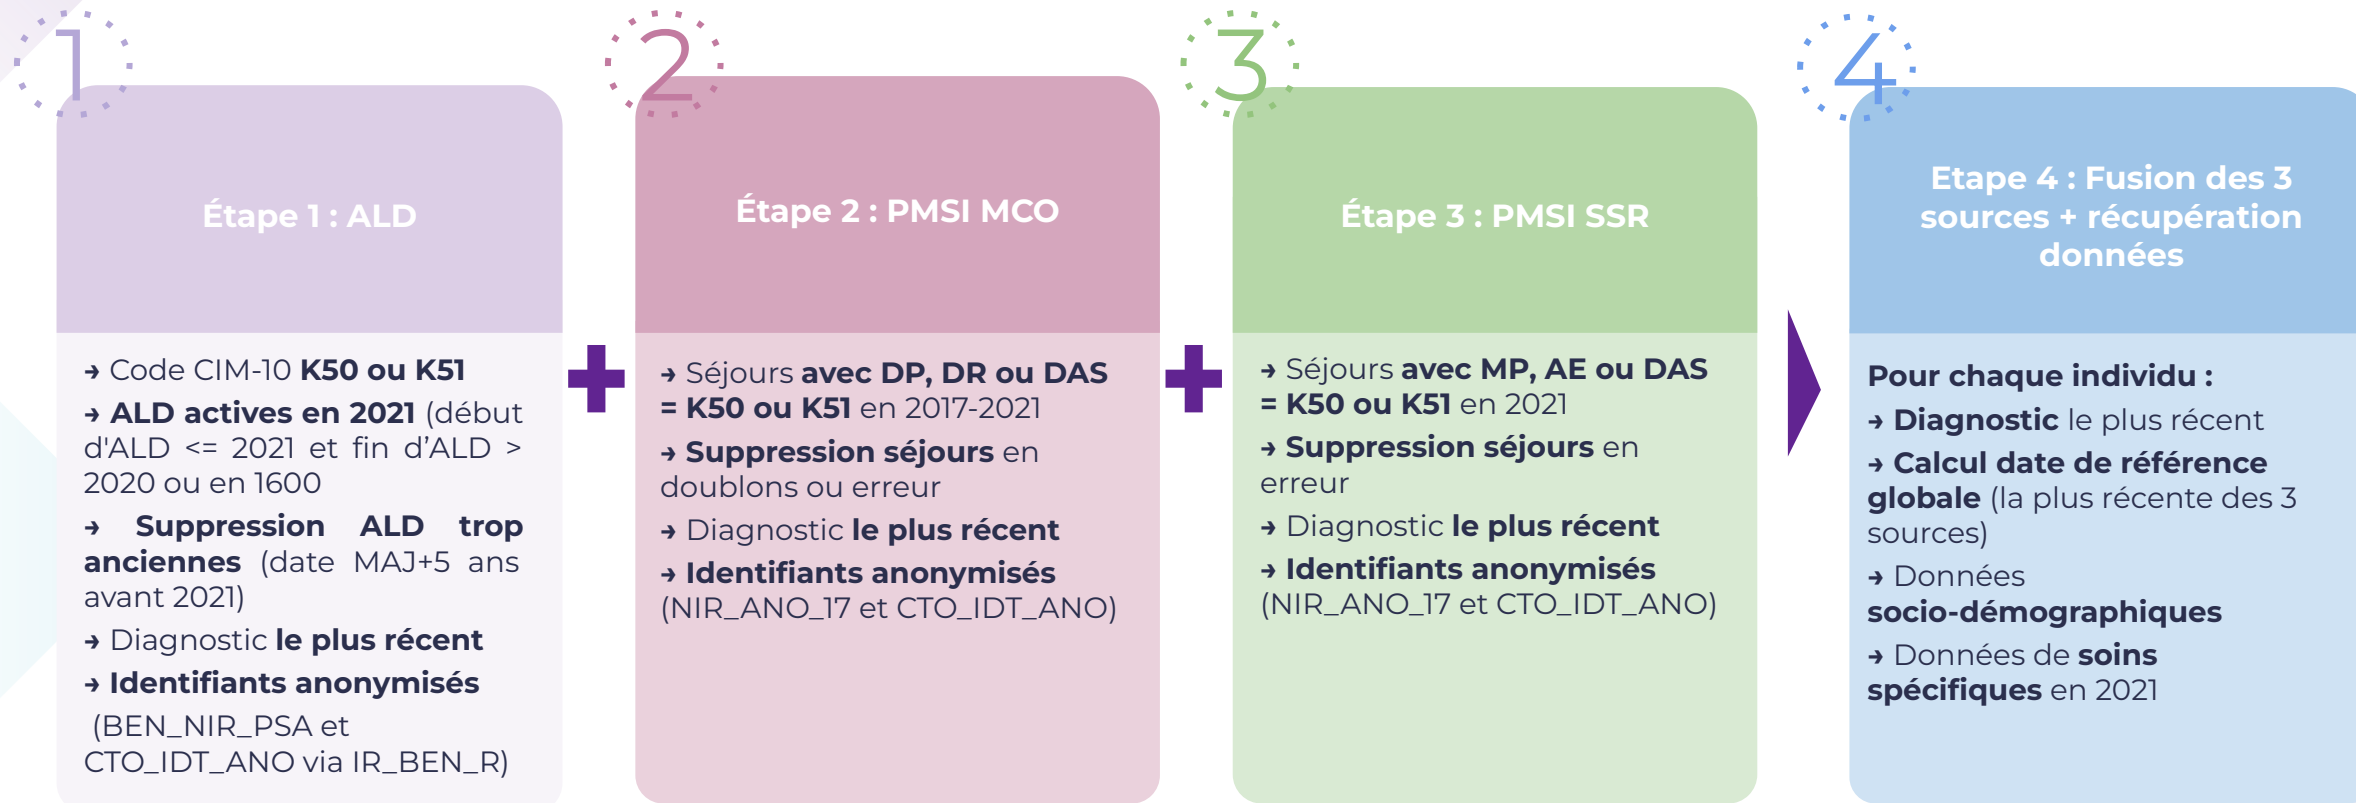 1
Étape 1 : ALD
→ Code CIM-10 K50 ou K51
→ ALD actives en 2021 (début
d'ALD <= 2021 et fin d’ALD >
2020 ou en 1600
→ Suppression ALD trop
anciennes (date MAJ+5 ans
avant 2021)
→ Diagnostic le plus récent
→ Identifiants anonymisés
(BEN_NIR_PSA et
CTO_IDT_ANO via IR_BEN_R)
2
Étape 2 : PMSI MCO
→ Séjours avec DP, DR ou DAS
= K50 ou K51 en 2017-2021
→ Suppression séjours en
doublons ou erreur
→ Diagnostic le plus récent
→ Identifiants anonymisés
(NIR_ANO_17 et CTO_IDT_ANO)
3
Étape 3 : PMSI SSR
→ Séjours avec MP, AE ou DAS
= K50 ou K51 en 2021
→ Suppression séjours en
erreur
→ Diagnostic le plus récent
→ Identifiants anonymisés
(NIR_ANO_17 et CTO_IDT_ANO)
4
Etape 4 : Fusion des 3
sources + récupération
données
Pour chaque individu :
→ Diagnostic le plus récent
→ Calcul date de référence
globale (la plus récente des 3
sources)
→ Données
socio-démographiques
→ Données de soins
spécifiques en 2021